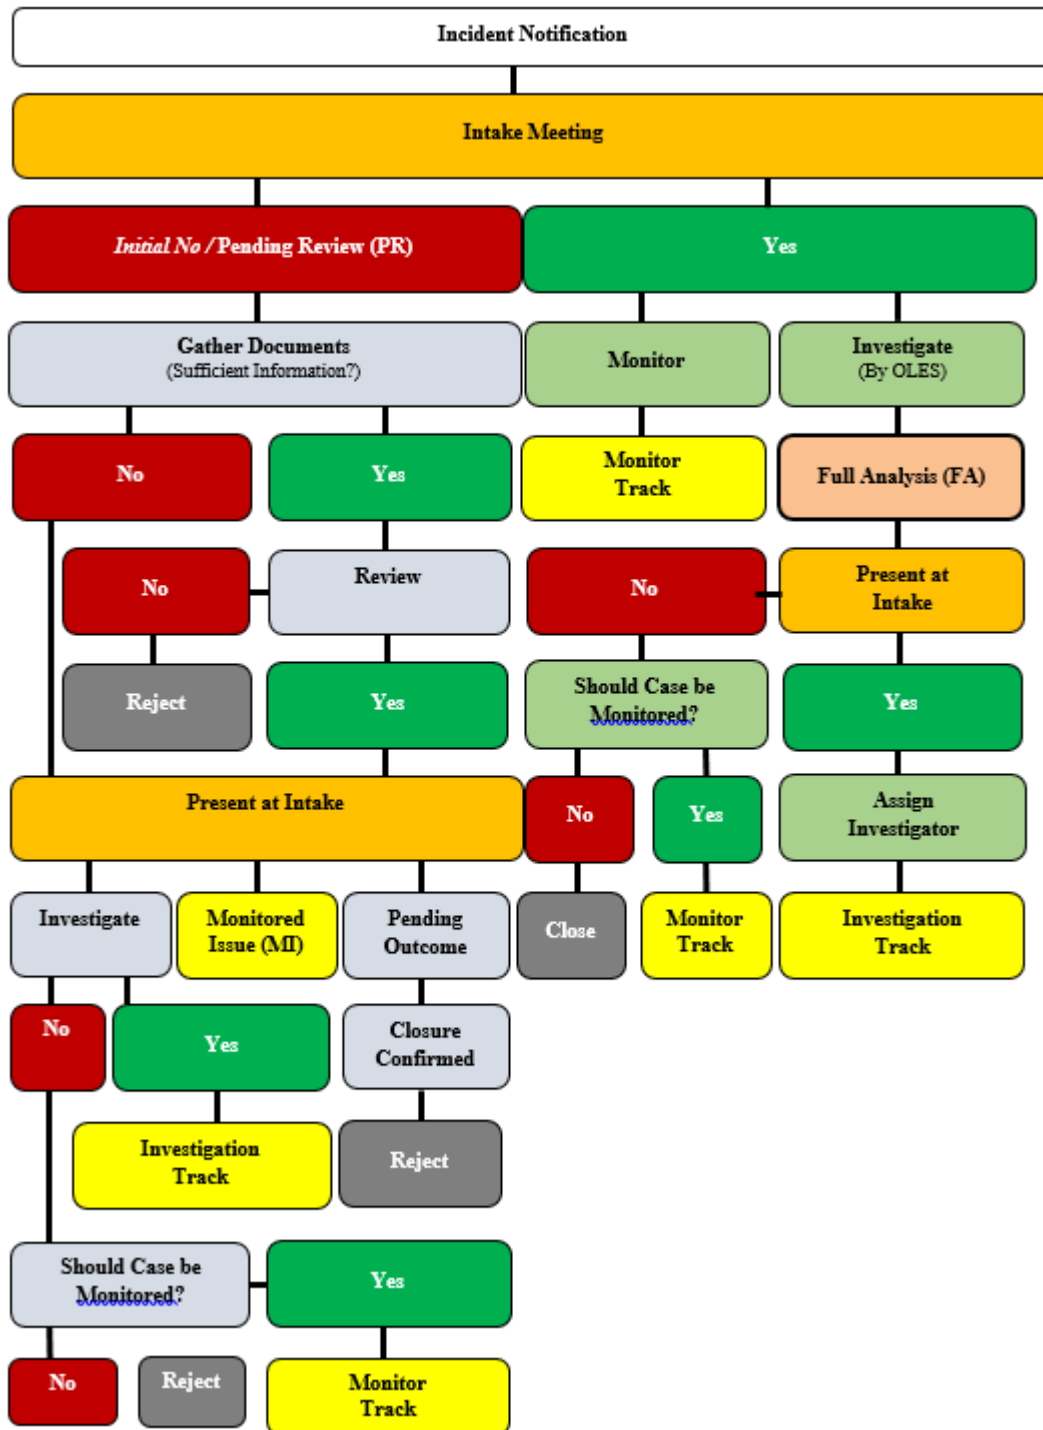 Incident Notification
Intake Meeting
Initial No / Pending Review (PR)
Yes
Gather Documents
(Sufficient Information?)
Monitor
Investigate
(By OLES)
No
Yes
Monitor
Track
Full Analysis (FA)
No
Review
No
Present at
Intake
Reject
Yes
Should Case be
Monitored?
Yes
Present at Intake
No
Yes
Assign
Investigator
Investigate
Monitored
Issue (MI)
Pending
Outcome
Close
Monitor
Track
Investigation
Track
No
Yes
Closure
Confirmed
Investigation
Track
Reject
Should Case be
Monitored?
Yes
No
Reject
Monitor
Track